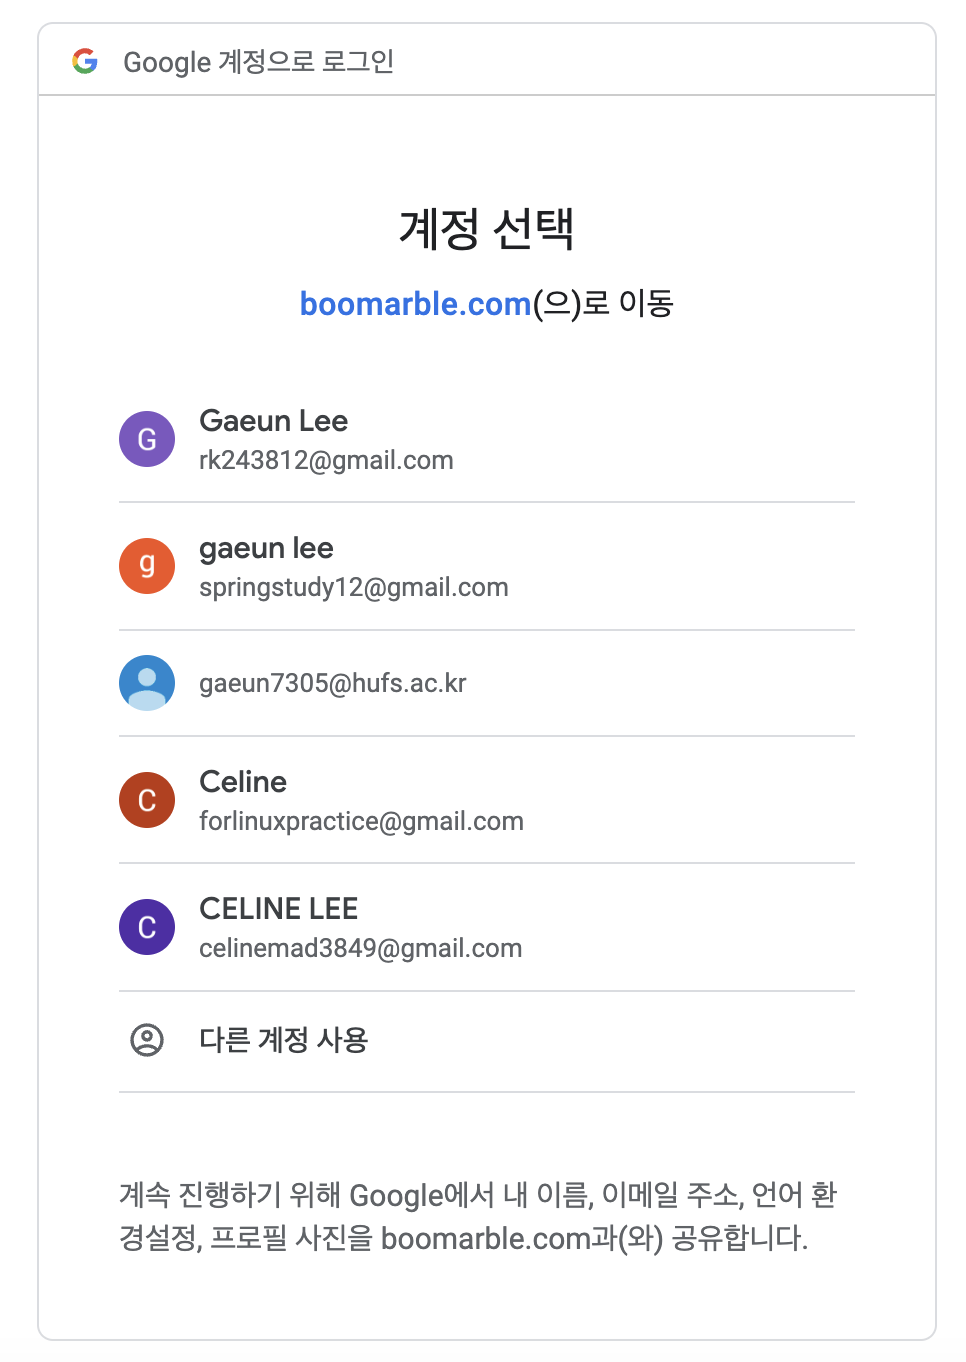 Google 계정으로 로그인
계정 선택
boomarble.com(으)로 이동
G
Gaeun Lee
rk243812@gmail.com
g
gaeun lee
springstudy12@gmail.com
gaeun7305@hufs.ac.kr
C
Celine
forlinuxpractice@gmail.com
C
CELINE LEE
celinemad3849@gmail.com
다른 계정 사용
계속 진행하기 위해 Google에서 내 이름, 이메일 주소, 언어 환
경설정, 프로필 사진을 boomarble.com과(와) 공유합니다.